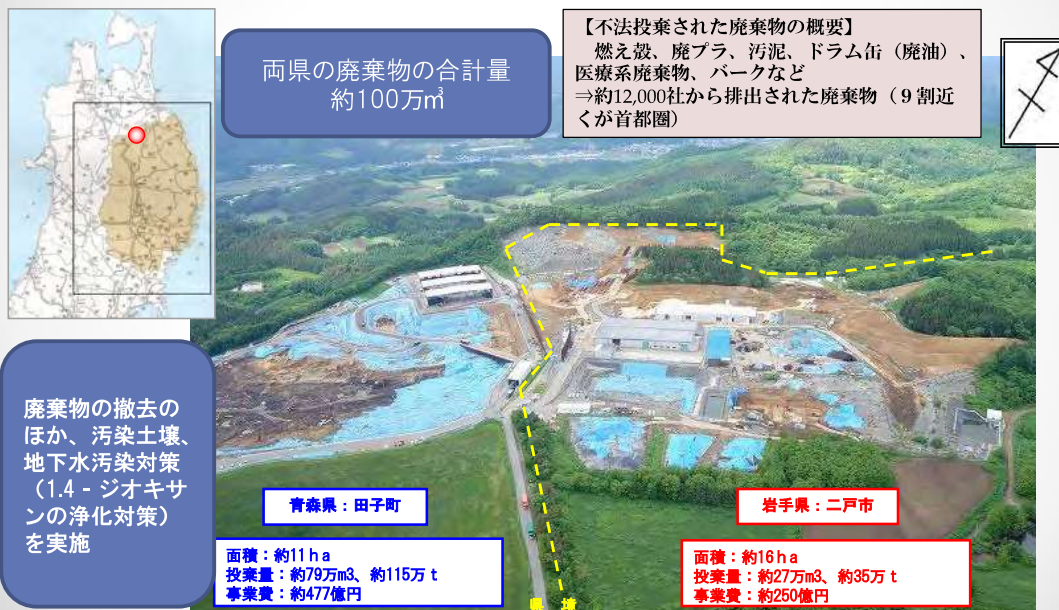 両県の廃棄物の合計量
約100万㎥
【不法投棄された廃棄物の概要】
燃え殻、廃プラ、汚泥、ドラム缶（廃油）、
医療系廃棄物、バークなど
⇒約12,000社から排出された廃棄物（９割近
くが首都圏）
廃棄物の撤去の
ほか、汚染土壌、
地下水汚染対策
（1.4‐ジオキサ
ンの浄化対策）
を実施
青森県：田子町
面積：約11ｈａ
投棄量：約79万m3、約115万ｔ
事業費：約477億円
岩手県：二戸市
面積：約16ｈａ
投棄量：約27万m3、約35万ｔ
事業費：約250億円
県 境